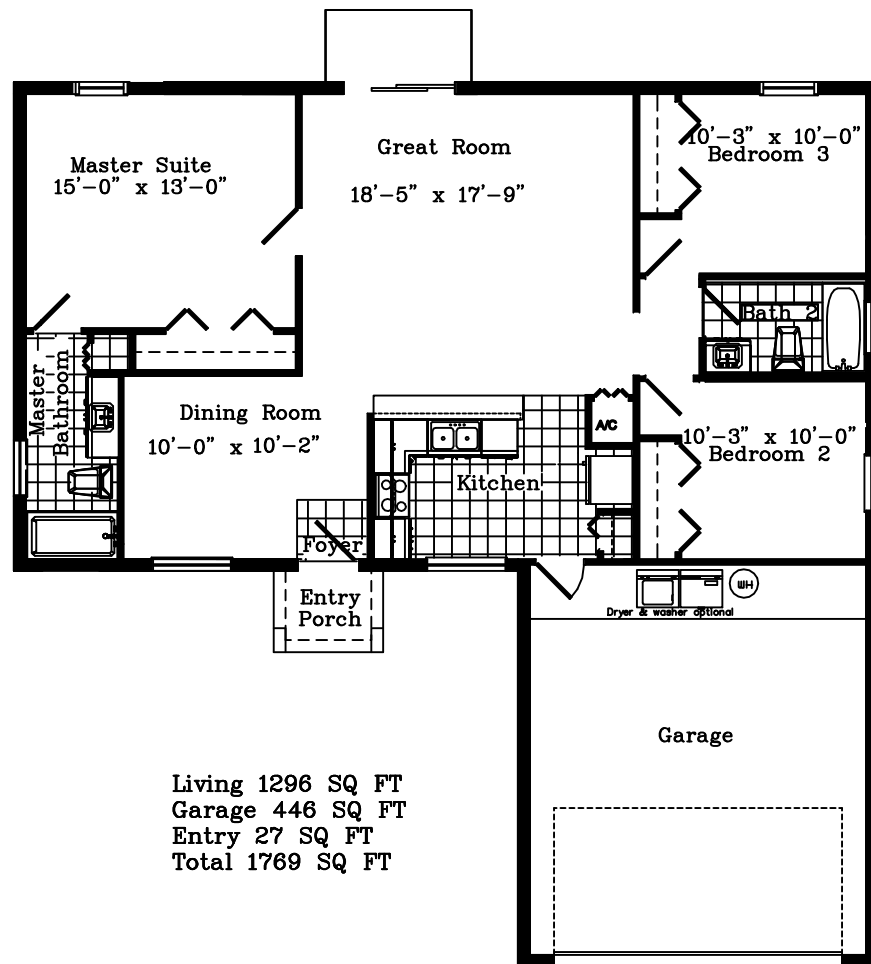 Master Suite
15'-0" x 13'-0"
Great Room
18'-5" x 17'-9"
10'-3" x 10'-0"
Bedroom 3
Bath 2
Master
Bathroom
Dining Room
10'-0" x 10'-2"
A/C
Kitchen
10'-3" x 10'-0"
Bedroom 2
Foyer
Entry
Porch
WH
Dryer & washer optional
Garage
Living 1296 SQ FT
Garage 446 SQ FT
Entry 27 SQ FT
Total 1769 SQ FT